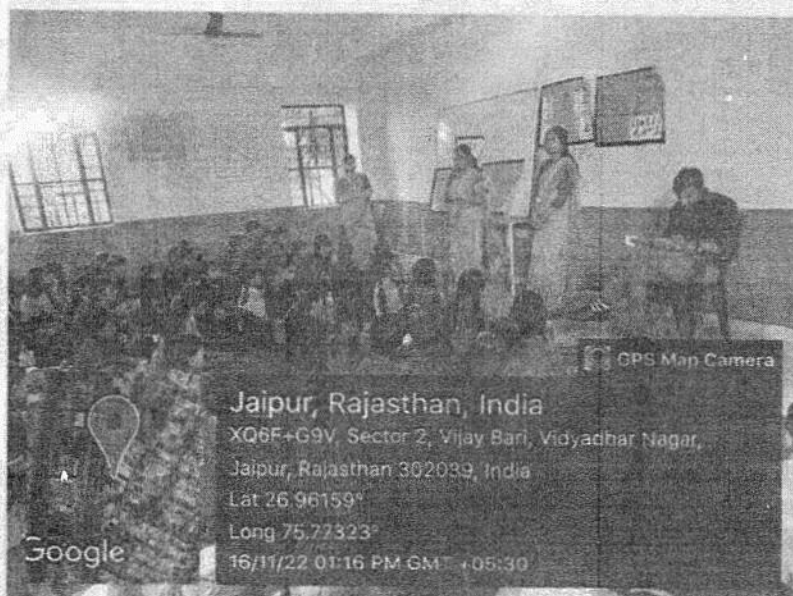 GPS Map Camera
Jaipur, Rajasthan, India
XQ6F+G9V, Sector 2, Vijay Bari, Vidyadhar Nagar,
Jaipur, Rajasthan 302039, India
Lat 26.96159°
Long 75.77323°
16/11/22 01:16 PM GMT +05:30
Google